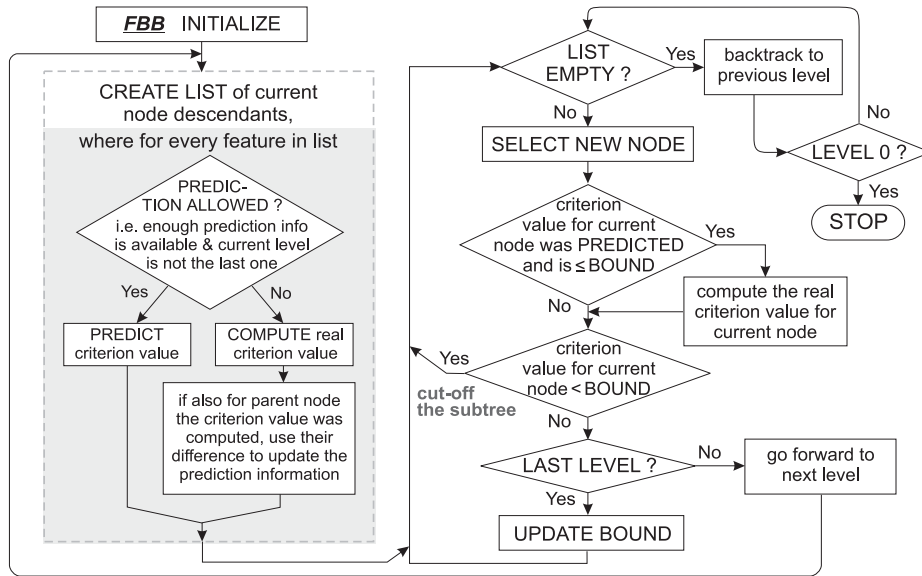 FBB INITIALIZE
CREATE LIST of current
node descendants,
where for every feature in list
PREDIC-
TION ALLOWED ?
i.e. enough prediction info
is available & current level
is not the last one
Yes
No
PREDICT
criterion value
COMPUTE real
criterion value
if also for parent node
the criterion value was
computed, use their
difference to update the
prediction information
LIST
EMPTY ?
Yes
backtrack to
previous level
No
No
SELECT NEW NODE
LEVEL 0 ?
Yes
STOP
criterion
value for current
node was PREDICTED
and is ≤ BOUND
Yes
compute the real
criterion value for
current node
No
criterion
value for current
node < BOUND
Yes
cut-off
the subtree
No
LAST LEVEL ?
No
go forward to
next level
Yes
UPDATE BOUND